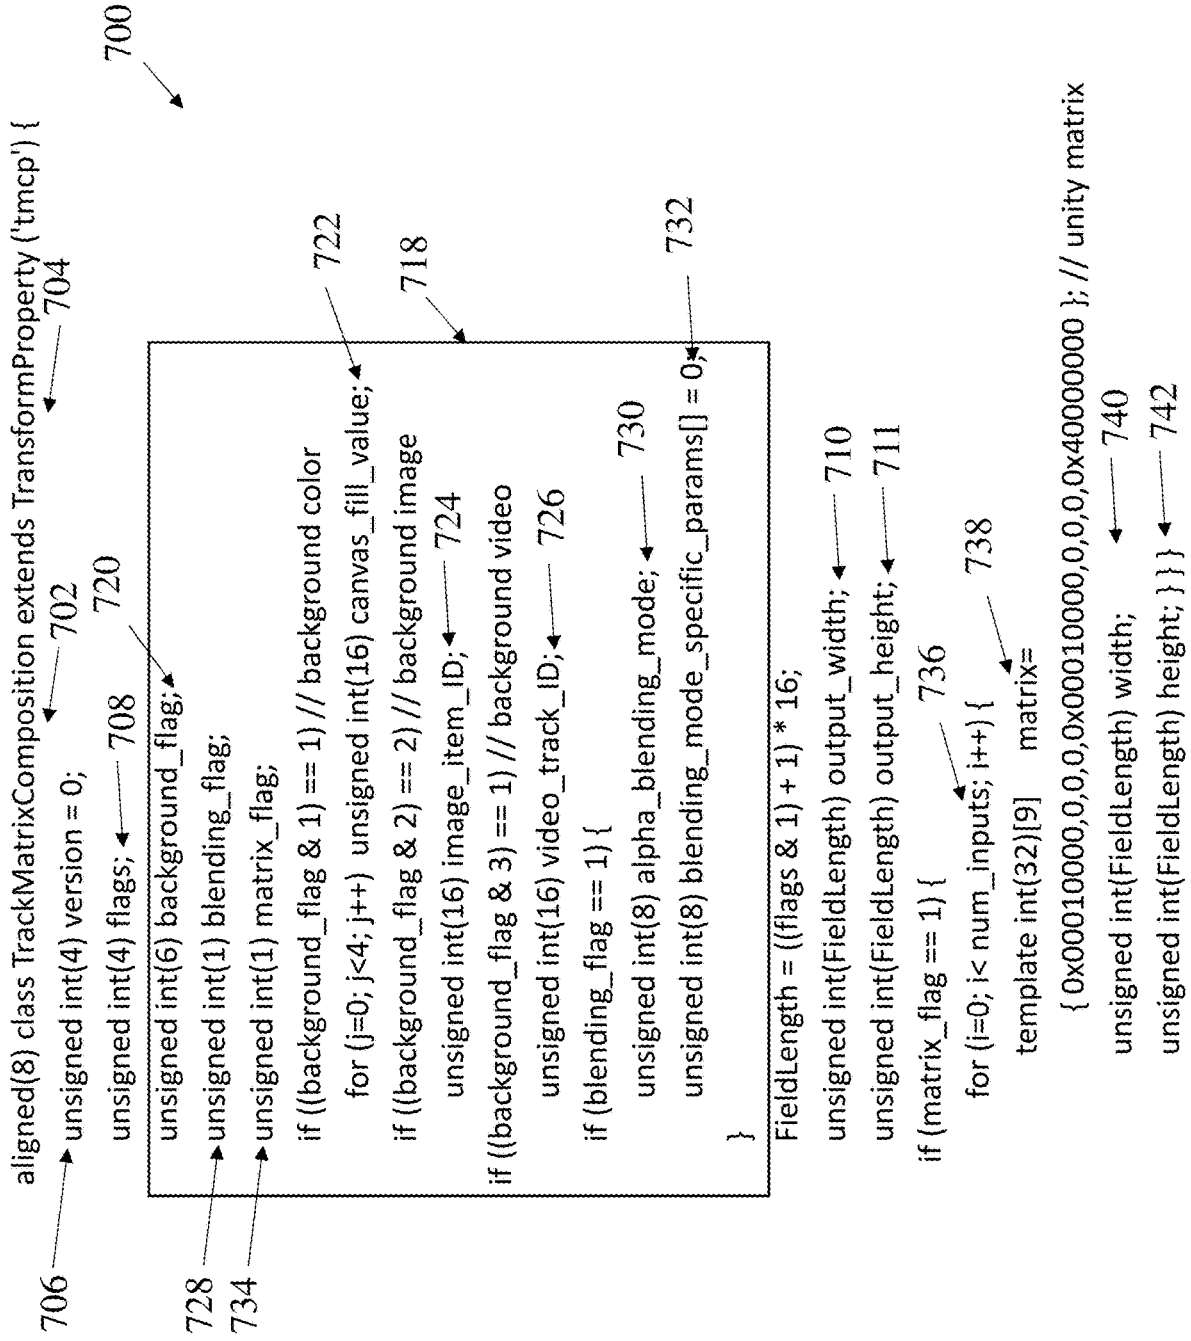 700
aligned(8) class TrackMatrixComposition extends TransformProperty ('tmcp') {
702
704
706
unsigned int(4) version = 0;
unsigned int(4) flags;
708
720
unsigned int(6) background_flag;
728
unsigned int(1) blending_flag;
734
unsigned int(1) matrix_flag;
if ((background_flag & 1) == 1) // background color
for (j=0; j<4; j++) unsigned int(16) canvas_fill_value;
722
if ((background_flag & 2) == 2) // background image
718
unsigned int(16) image_item_ID;
724
if ((background_flag & 3) == 1) // background video
unsigned int(16) video_track_ID;
726
if (blending_flag == 1) {
unsigned int(8) alpha_blending_mode;
730
unsigned int(8) blending_mode_specific_params[] = 0;
732
}
FieldLength = ((flags & 1) + 1) * 16;
unsigned int(FieldLength) output_width;
710
unsigned int(FieldLength) output_height;
711
if (matrix_flag == 1) {
736
for (i=0; i< num_inputs; i++) {
738
template int(32)[9] matrix=
{ 0x00010000,0,0,0,0x00010000,0,0,0,0x40000000 }; // unity matrix
unsigned int(FieldLength) width;
740
unsigned int(FieldLength) height; } } }
742